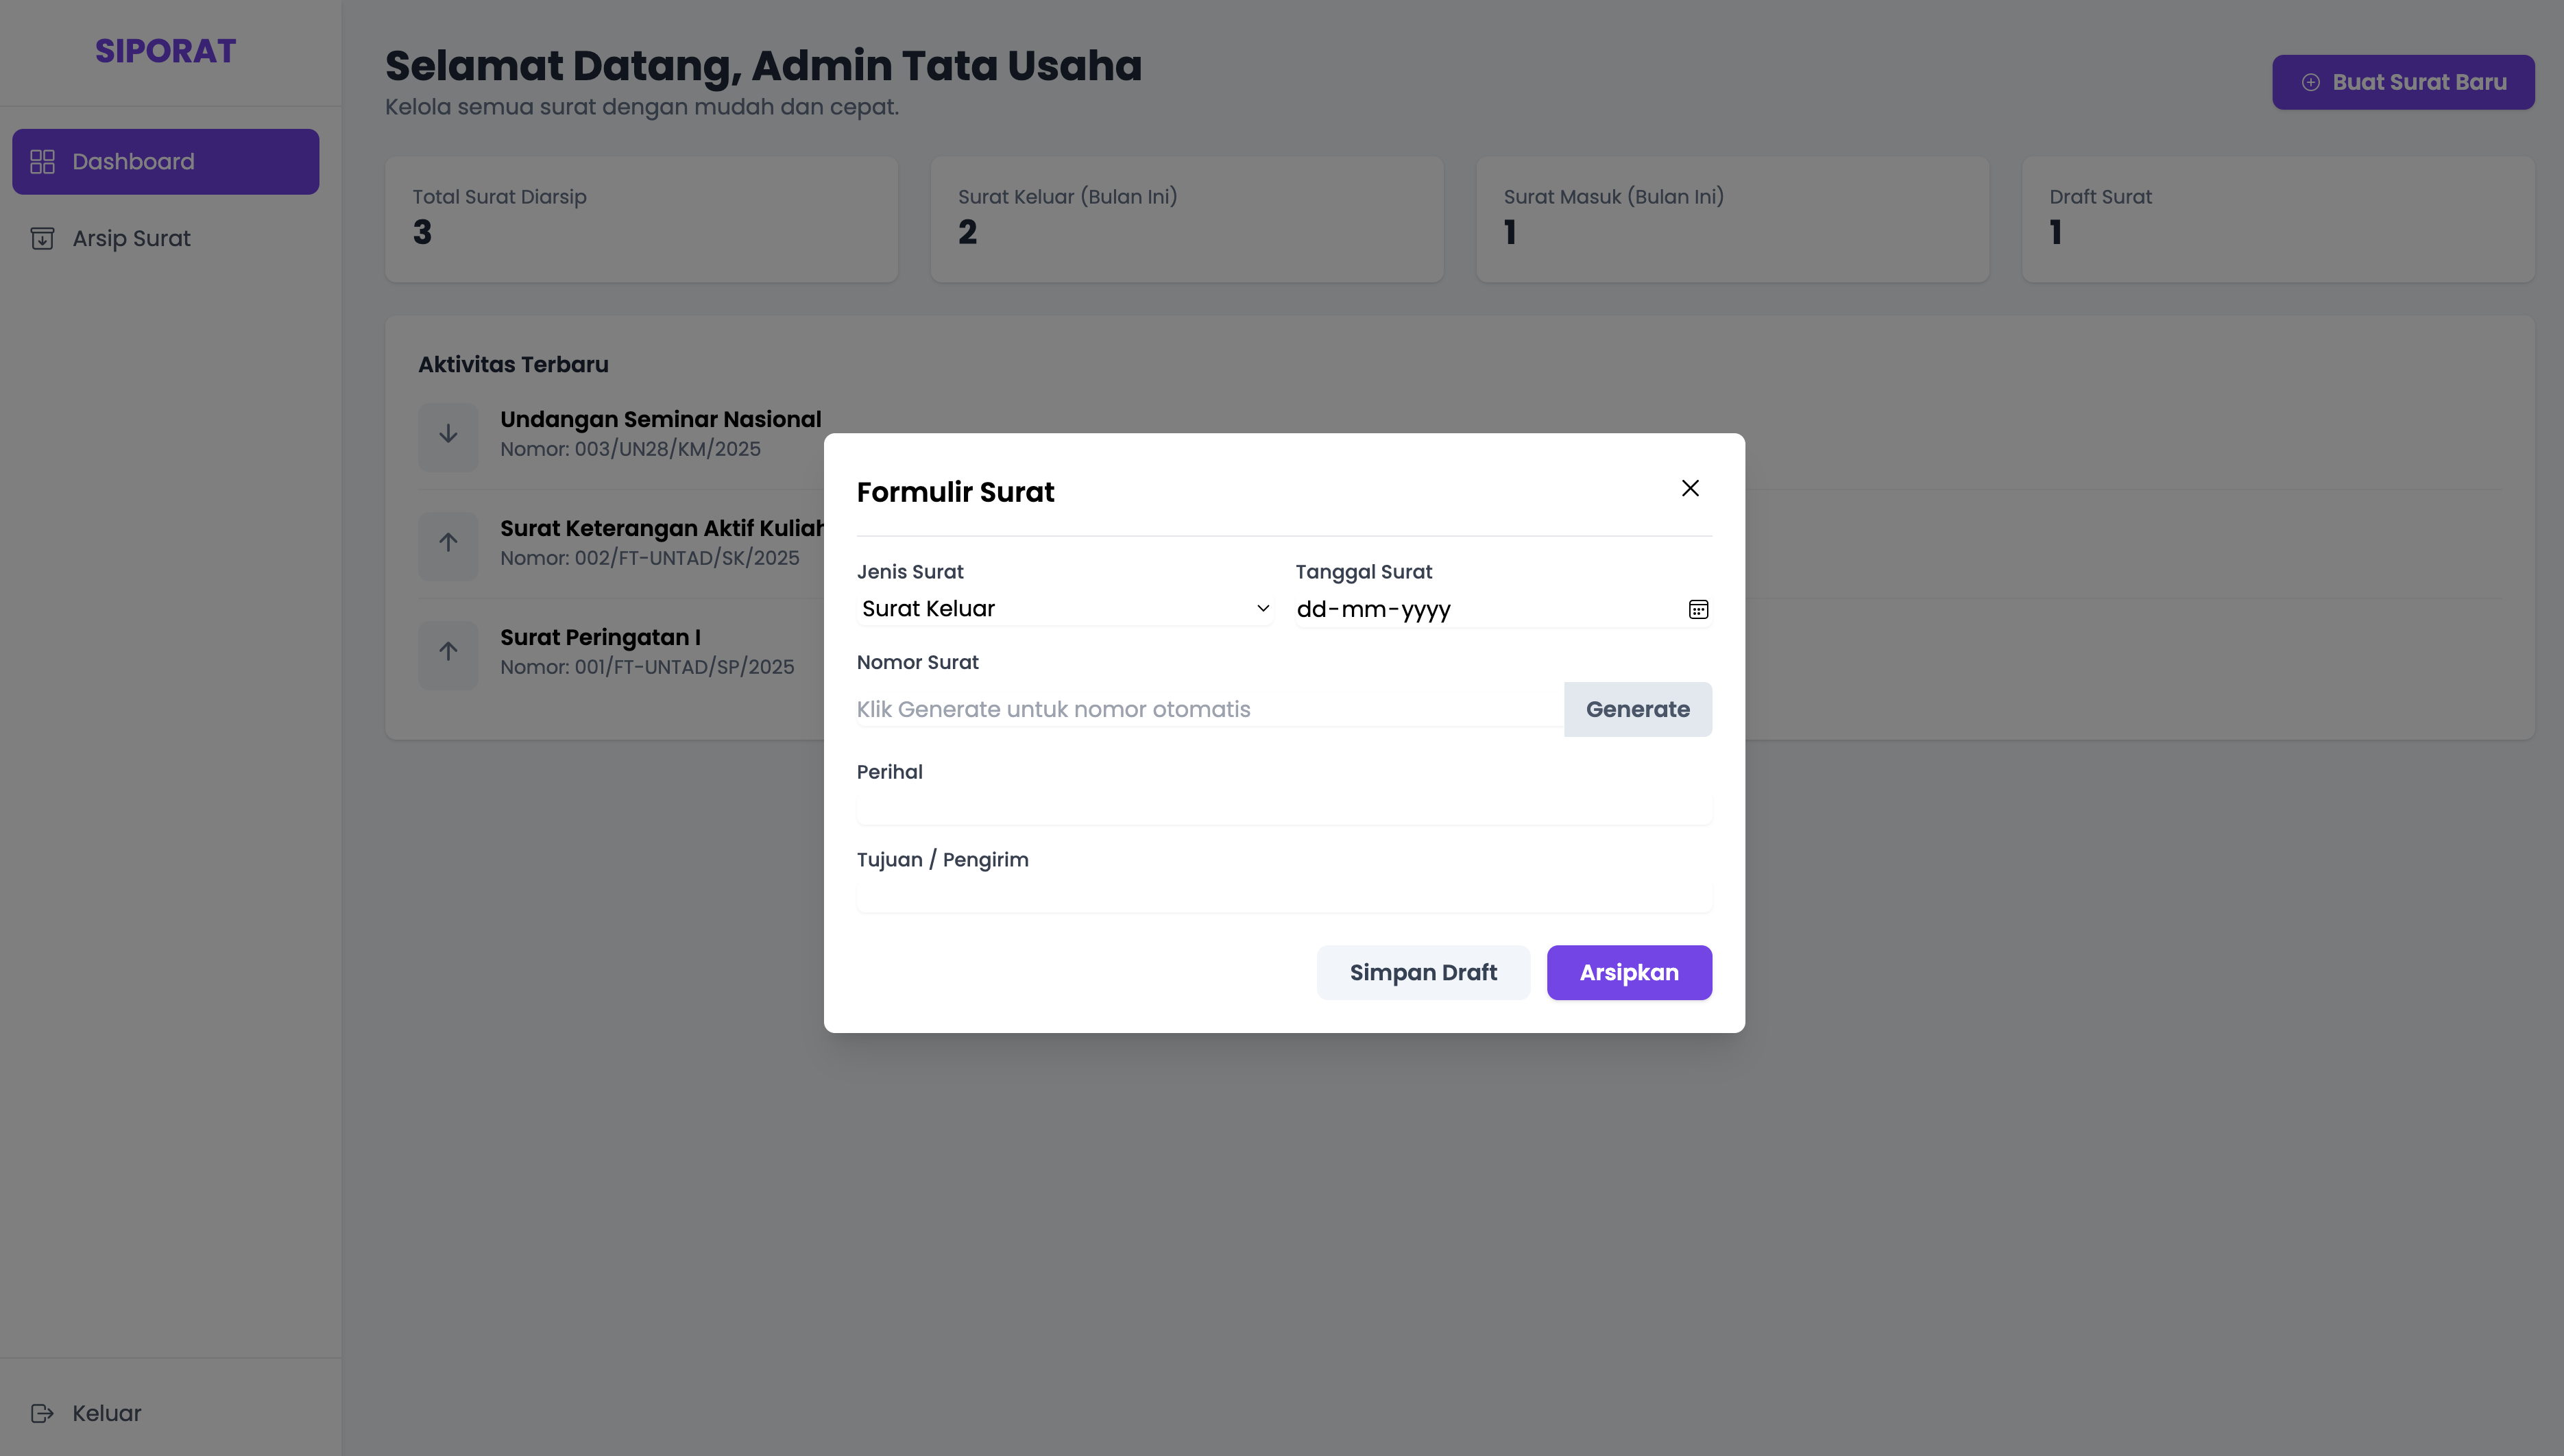 SIPORAT
Dashboard
Arsip Surat
Keluar
Selamat Datang, Admin Tata Usaha
Kelola semua surat dengan mudah dan cepat.
Buat Surat Baru
Total Surat Diarsip
3
Surat Keluar (Bulan Ini)
2
Surat Masuk (Bulan Ini)
1
Draft Surat
1
Aktivitas Terbaru
Undangan Seminar Nasional
Nomor: 003/UN28/KM/2025
Surat Keterangan Aktif Kuliah
Nomor: 002/FT-UNTAD/SK/2025
Surat Peringatan I
Nomor: 001/FT-UNTAD/SP/2025
Formulir Surat
Jenis Surat
Surat Keluar
Tanggal Surat
dd-mm-yyyy
Nomor Surat
Klik Generate untuk nomor otomatis
Generate
Perihal
Tujuan / Pengirim
Simpan Draft
Arsipkan